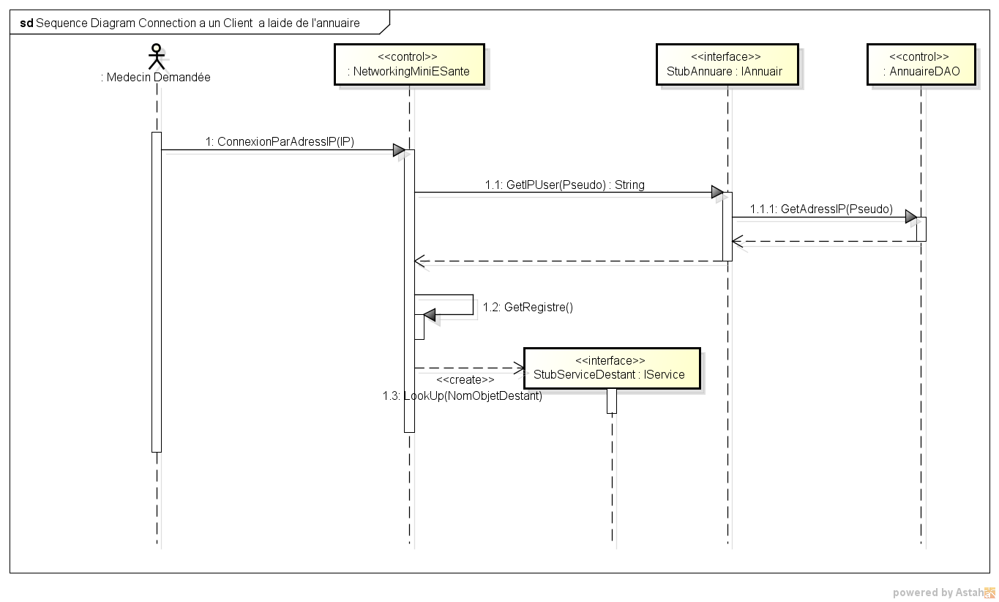 sd Sequence Diagram Connection a un Client a laide de l'annuaire
: Medecin Demandée
<<control>>
: NetworkingMiniESante
<<interface>>
StubAnnuare : IAnnuair
<<control>>
: AnnuaireDAO
1: ConnexionParAdressIP(IP)
1.1: GetIPUser(Pseudo) : String
1.1.1: GetAdressIP(Pseudo)
1.2: GetRegistre()
<<interface>>
StubServiceDestant : IService
<<create>>
1.3: LookUp(NomObjetDestant)
powered by Astah